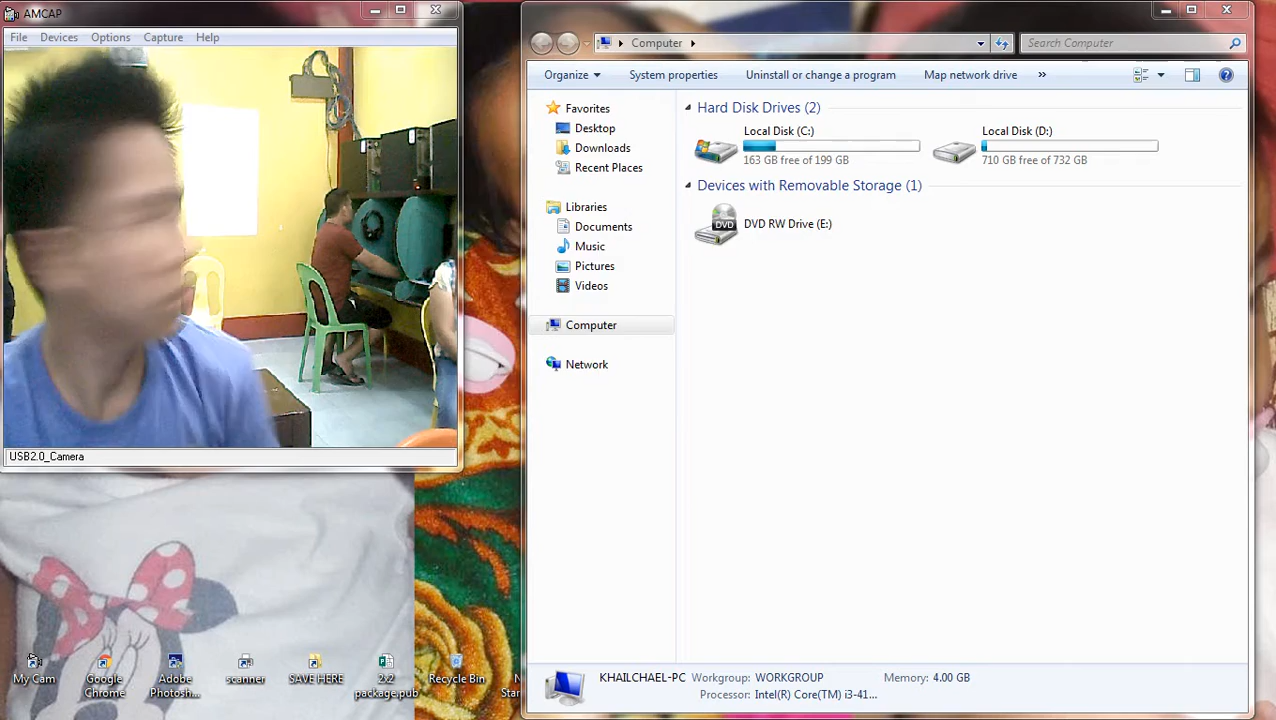 AMCAP
File Devices Options Capture Help
USB2.0_Camera
My Cam
Google Chrome
Adobe Photosh...
scanner
SAVE HERE
2x2 package.pub
Recycle Bin
Computer
Search Computer
Organize System properties Uninstall or change a program Map network drive »
Favorites
Desktop
Downloads
Recent Places
Libraries
Documents
Music
Pictures
Videos
Computer
Network
Hard Disk Drives (2)
Local Disk (C:)
163 GB free of 199 GB
Local Disk (D:)
710 GB free of 732 GB
Devices with Removable Storage (1)
DVD
DVD RW Drive (E:)
KHAILCHAEL-PC Workgroup: WORKGROUP Memory: 4.00 GB
Processor: Intel(R) Core(TM) i3-41...